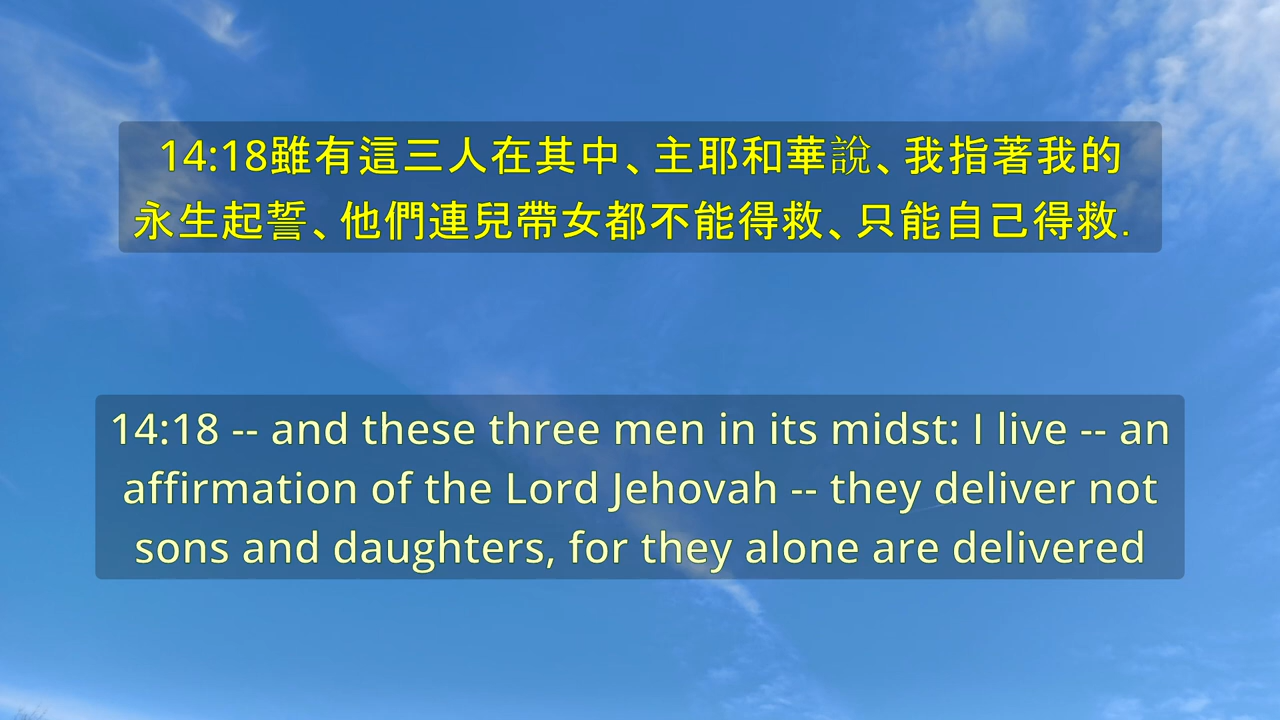 14:18雖有這三人在其中、主耶和華說、我指著我的
永生起誓、他們連兒帶女都不能得救、只能自己得救.
14:18 -- and these three men in its midst: I live -- an
affirmation of the Lord Jehovah -- they deliver not
sons and daughters, for they alone are delivered